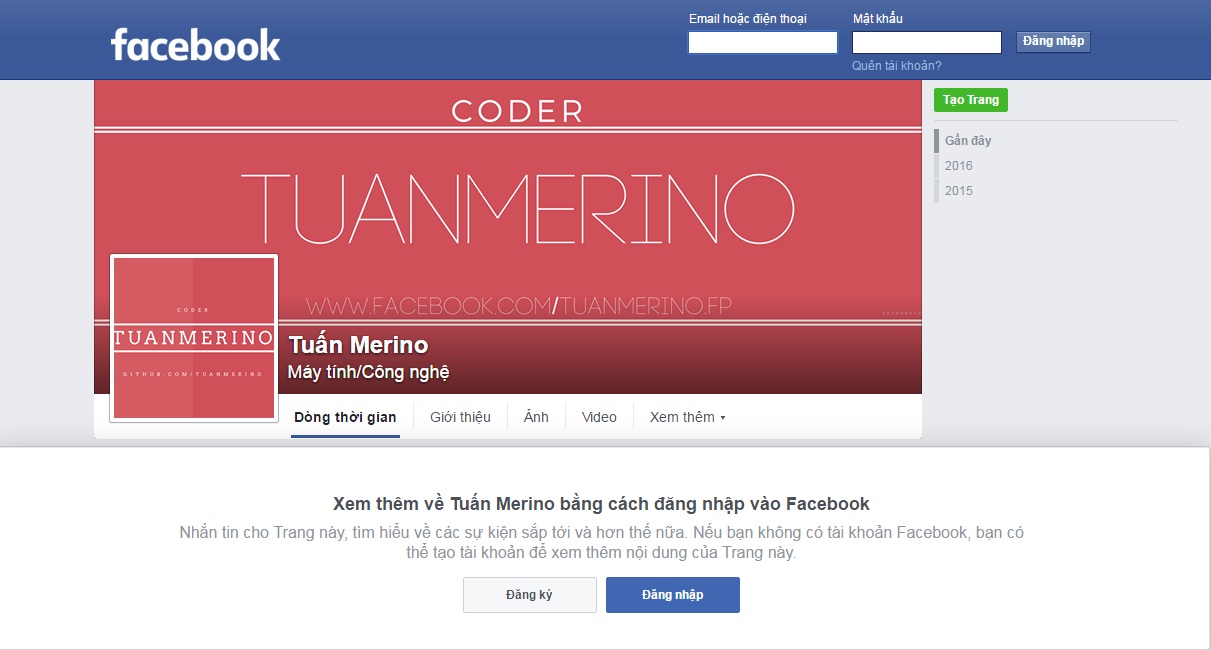 facebook
Email hoặc điện thoại
Mật khẩu
Đăng nhập
Quên tài khoản?
CODER
TUANMERINO
WWW.FACEBOOK.COM/TUANMERINO.FP
CODER
TUANMERINO
GITHUB.COM/TUANMERINO
Tuấn Merino
Máy tính/Công nghệ
Dòng thời gian
Giới thiệu
Ảnh
Video
Xem thêm
Tạo Trang
Gần đây
2016
2015
Xem thêm về Tuấn Merino bằng cách đăng nhập vào Facebook
Nhắn tin cho Trang này, tìm hiểu về các sự kiện sắp tới và hơn thế nữa. Nếu bạn không có tài khoản Facebook, bạn có
thể tạo tài khoản để xem thêm nội dung của Trang này.
Đăng ký
Đăng nhập